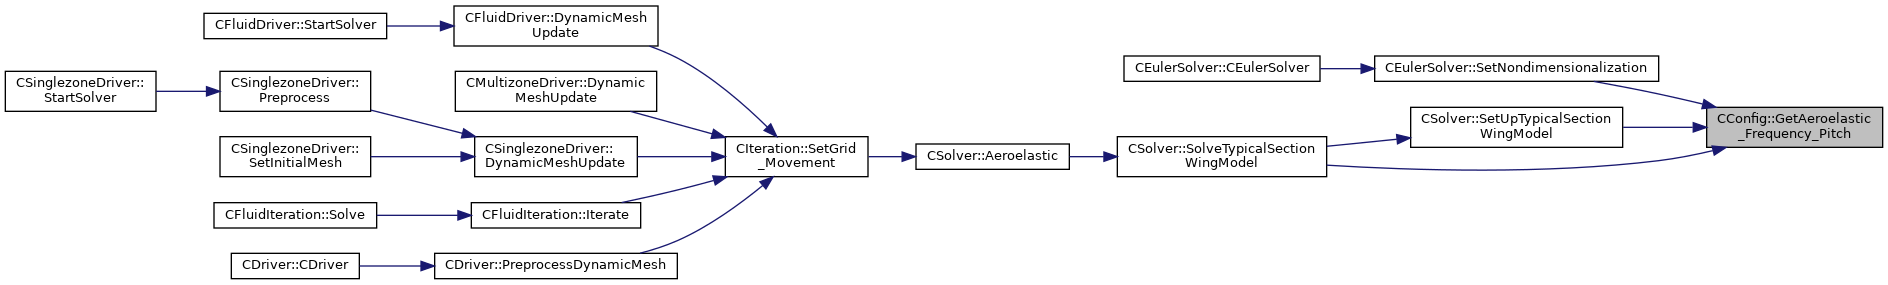 CFluidDriver::StartSolver
CFluidDriver::DynamicMesh
Update
CSinglezoneDriver::
StartSolver
CSinglezoneDriver::
Preprocess
CMultizoneDriver::Dynamic
MeshUpdate
CSinglezoneDriver::
SetInitialMesh
CSinglezoneDriver::
DynamicMeshUpdate
CFluidIteration::Solve
CFluidIteration::Iterate
CDriver::CDriver
CDriver::PreprocessDynamicMesh
CIteration::SetGrid
_Movement
CSolver::Aeroelastic
CEulerSolver::CEulerSolver
CEulerSolver::SetNondimensionalization
CSolver::SetUpTypicalSection
WingModel
CSolver::SolveTypicalSection
WingModel
CConfig::GetAeroelastic
_Frequency_Pitch